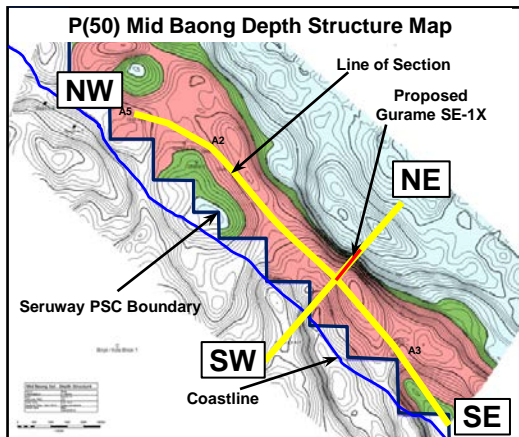 P(50) Mid Baong Depth Structure Map
Line of Section
Proposed
Gurame SE-1X
NW
A5
A2
NE
Seruway PSC Boundary
SW
A3
Coastline
SE
Mid Baong Sst. Depth Structure